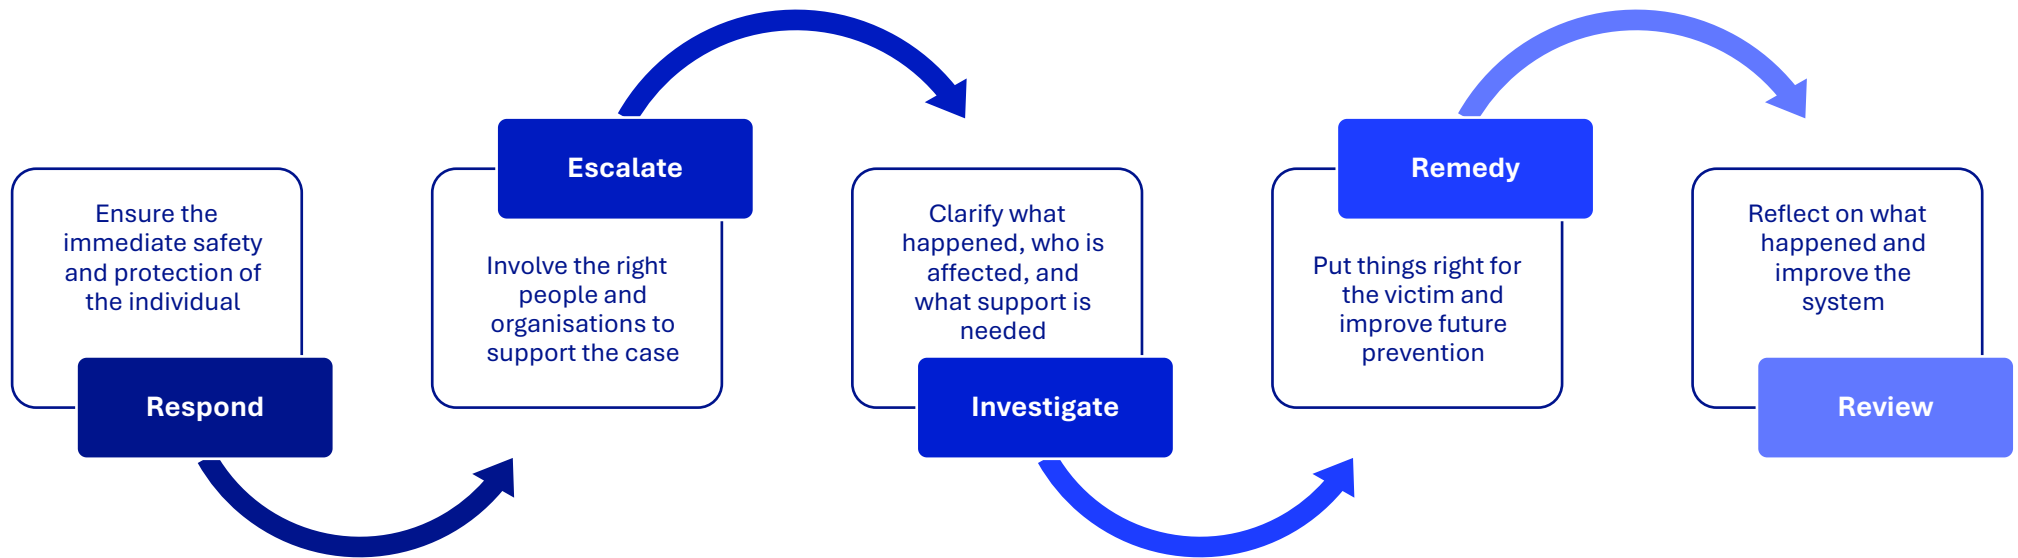 Ensure the
immediate safety
and protection of
the individual
Respond
Escalate
Involve the right
people and
organisations to
support the case
Clarify what
happened, who is
affected, and
what support is
needed
Investigate
Remedy
Put things right for
the victim and
improve future
prevention
Reflect on what
happened and
improve the
system
Review